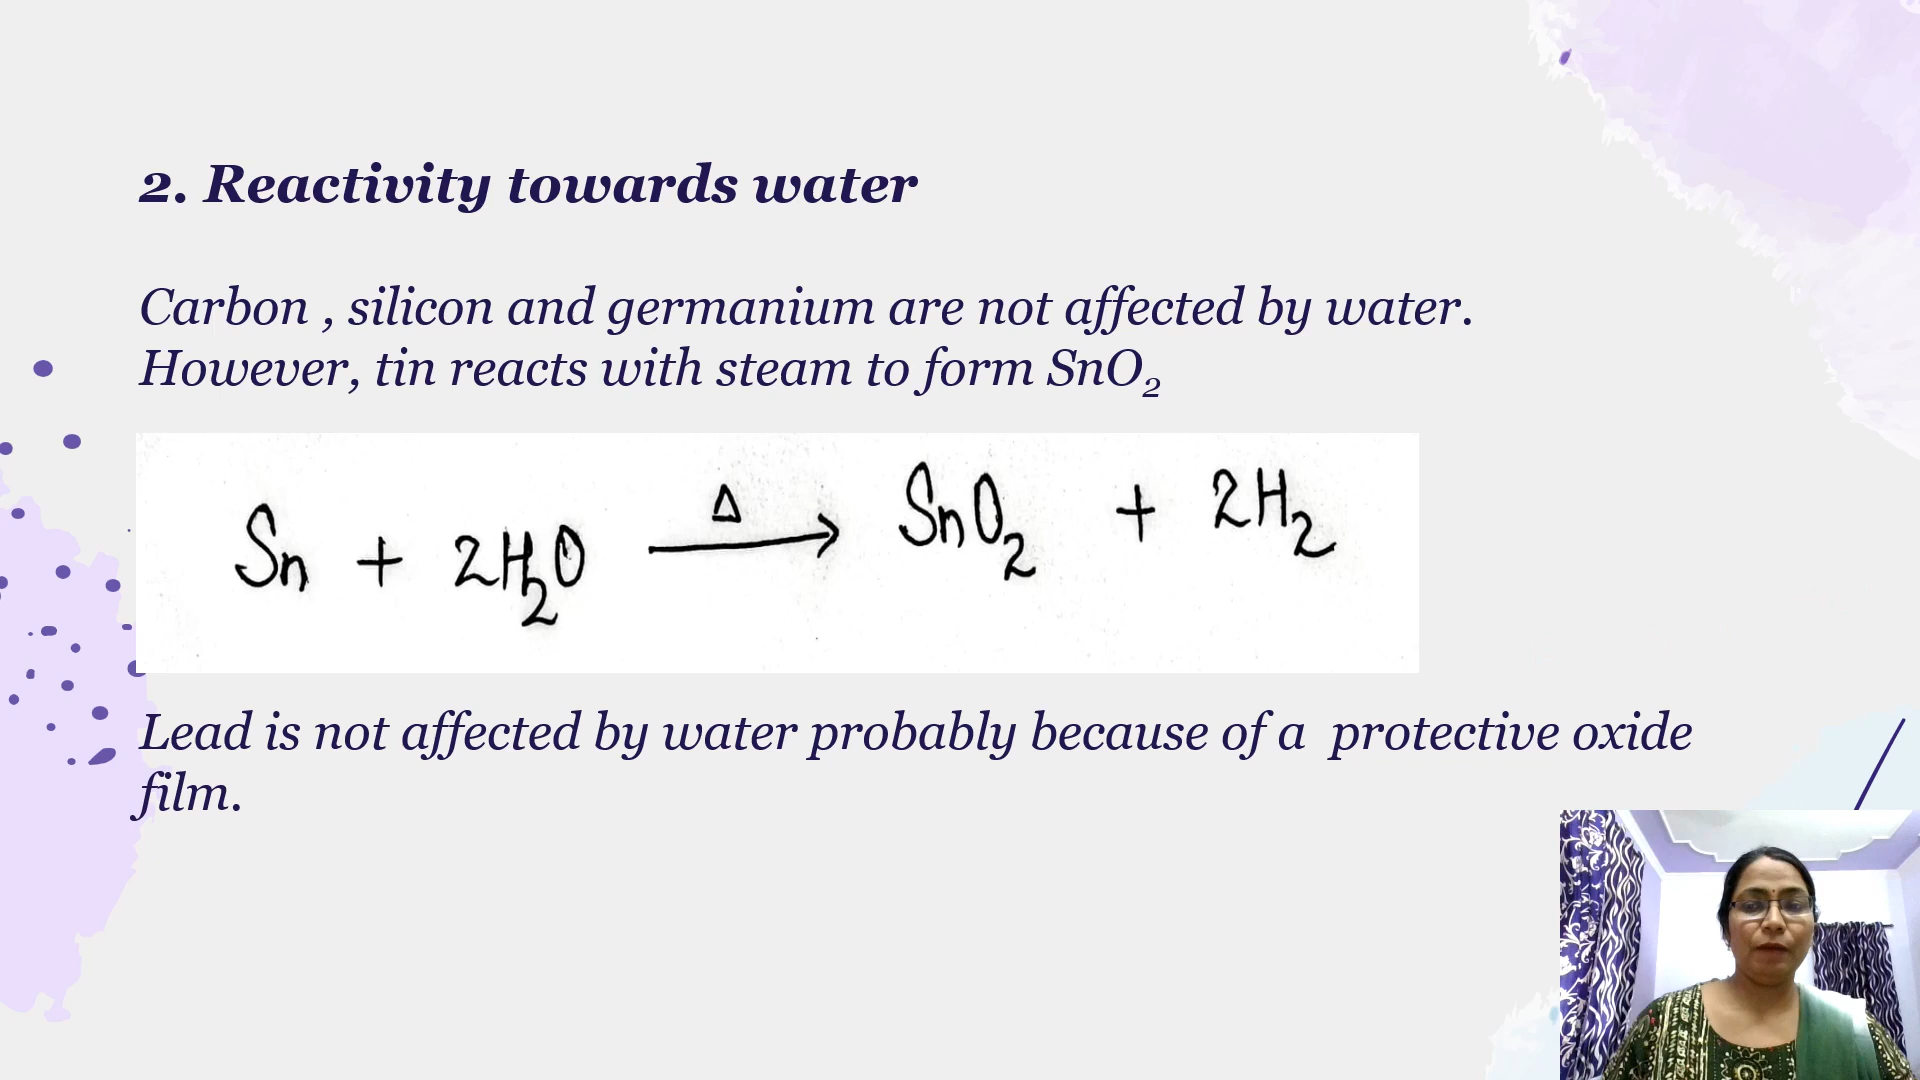 2. Reactivity towards water
Carbon , silicon and germanium are not affected by water.
However, tin reacts with steam to form SnO₂
Sn + 2H₂O —Δ→ SnO₂ + 2H₂
Lead is not affected by water probably because of a protective oxide
film.